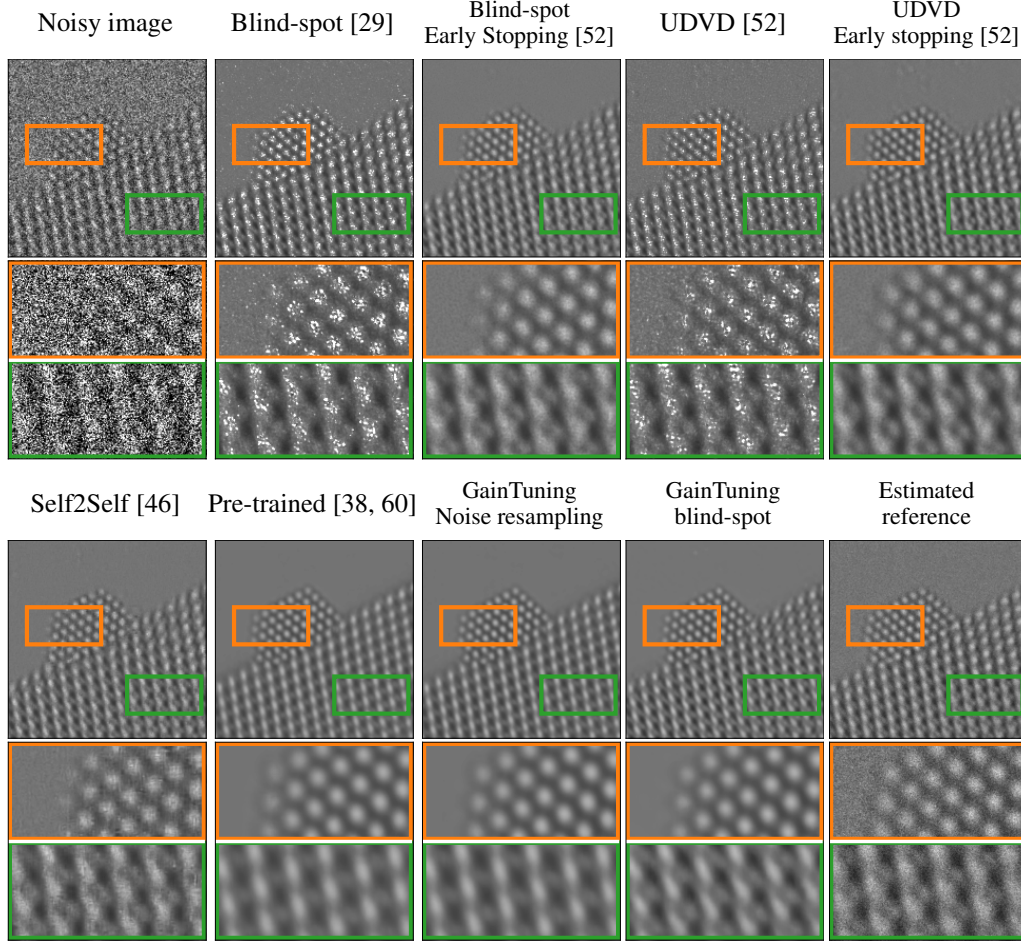 Noisy image
Blind-spot [29]
Blind-spot
Early Stopping [52]
UDVD [52]
UDVD
Early stopping [52]
Self2Self [46]
Pre-trained [38, 60]
GainTuning
Noise resampling
GainTuning
blind-spot
Estimated
reference